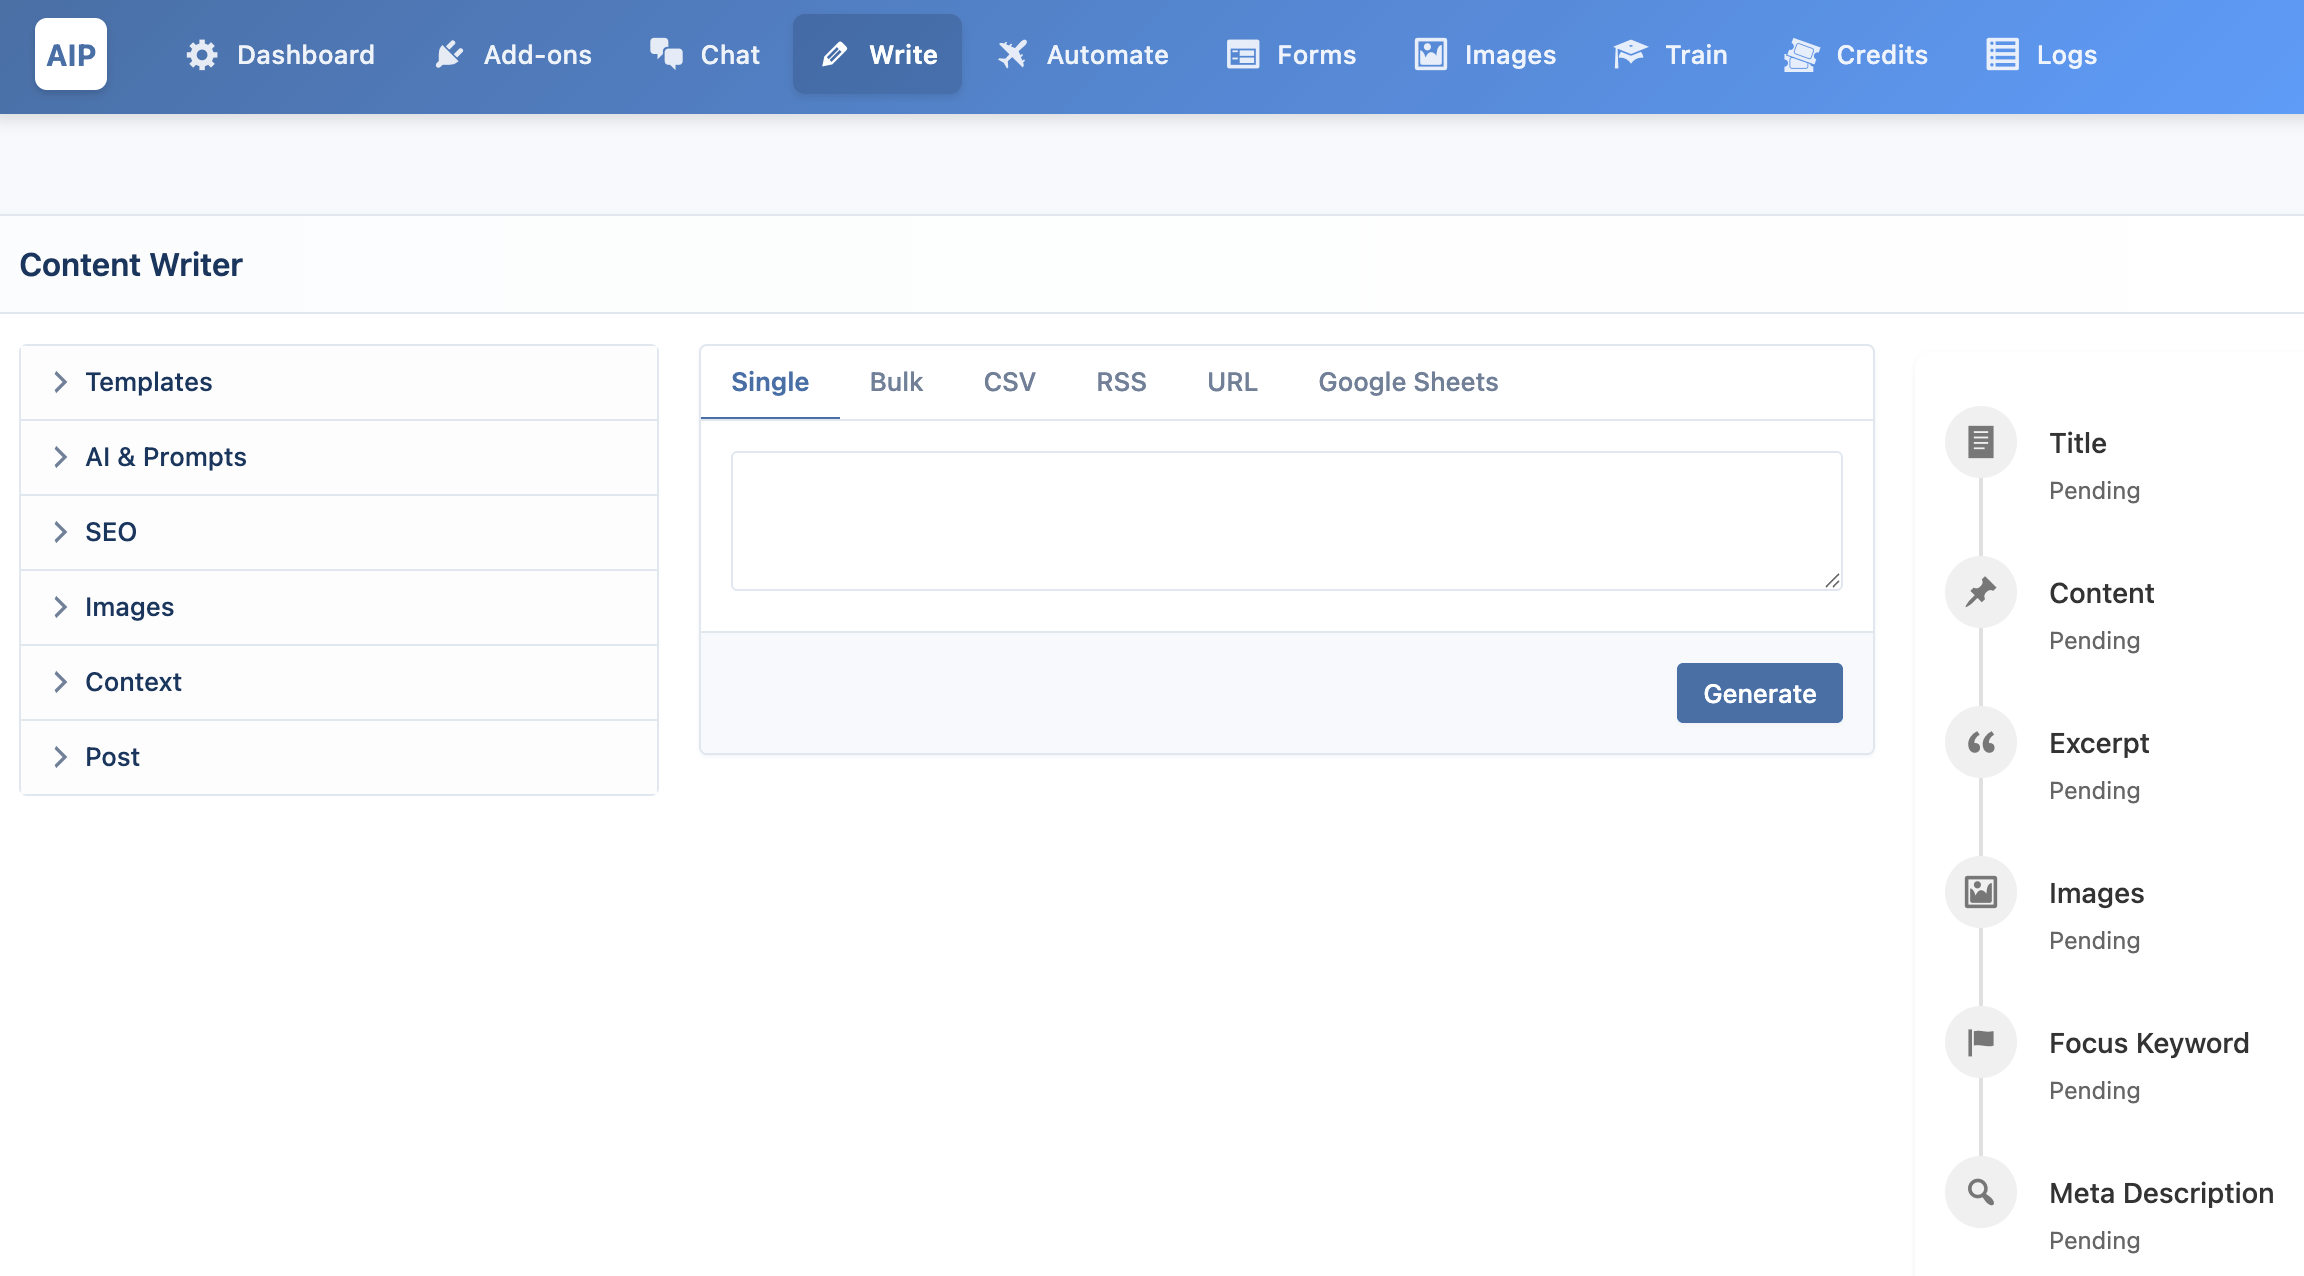 AIP
Dashboard
Add-ons
Chat
Write
Automate
Forms
Images
Train
Credits
Logs
Content Writer
Templates
AI & Prompts
SEO
Images
Context
Post
Single
Bulk
CSV
RSS
URL
Google Sheets
Generate
Title
Pending
Content
Pending
Excerpt
Pending
Images
Pending
Focus Keyword
Pending
Meta Description
Pending